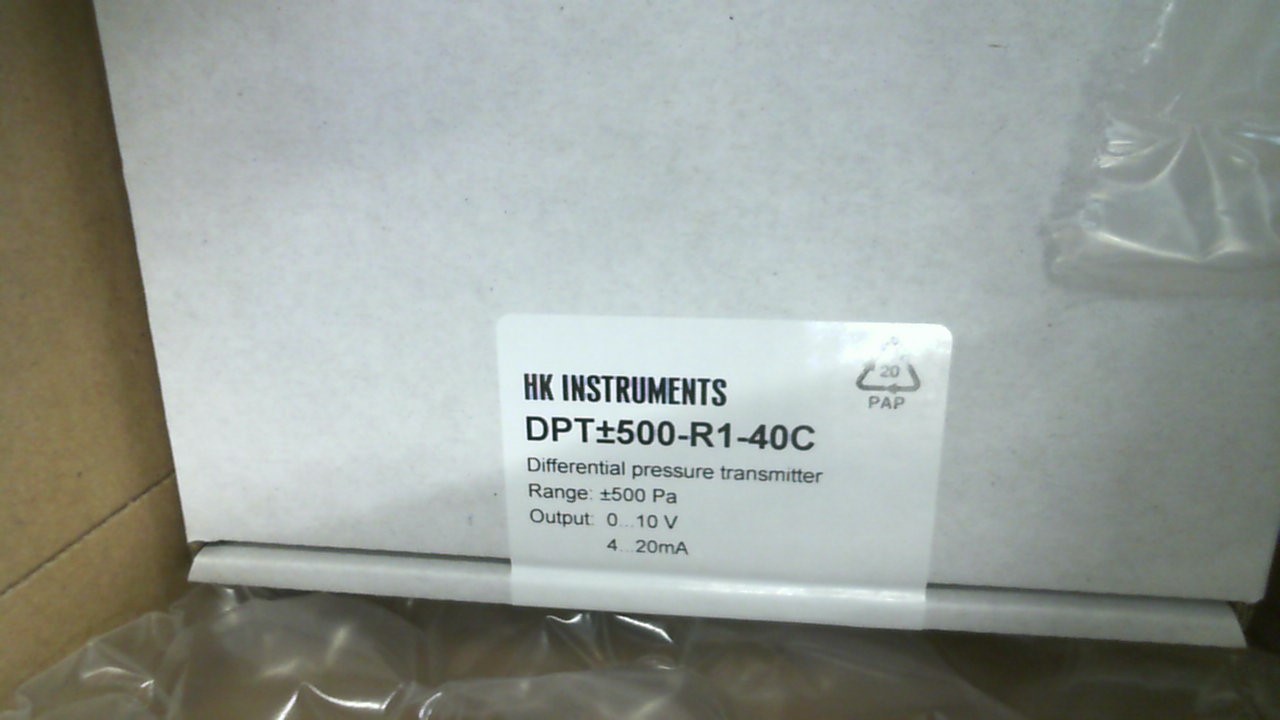 HK INSTRUMENTS
DPT±500-R1-40C
Differential pressure transmitter
Range: ±500 Pa
Output: 0...10 V
4...20mA
20
PAP